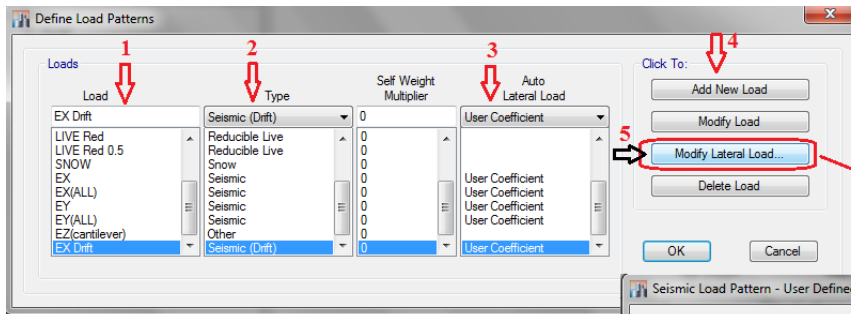 Define Load Patterns
1 2 3 4
Loads Click To:
Self Weight Auto
Load Type Multiplier Lateral Load
Add New Load
EX Drift Seismic (Drift) 0 User Coefficient
Modify Load
LIVE Red Reducible Live 0
5
LIVE Red 0.5 Reducible Live 0
Modify Lateral Load...
SNOW Snow 0
EX Seismic 0 User Coefficient
EX(ALL) Seismic 0 User Coefficient
Delete Load
EY Seismic 0 User Coefficient
EY(ALL) Seismic 0 User Coefficient
EZ(cantilever) Other 0
EX Drift Seismic (Drift) 0 User Coefficient
OK Cancel
Seismic Load Pattern - User Define